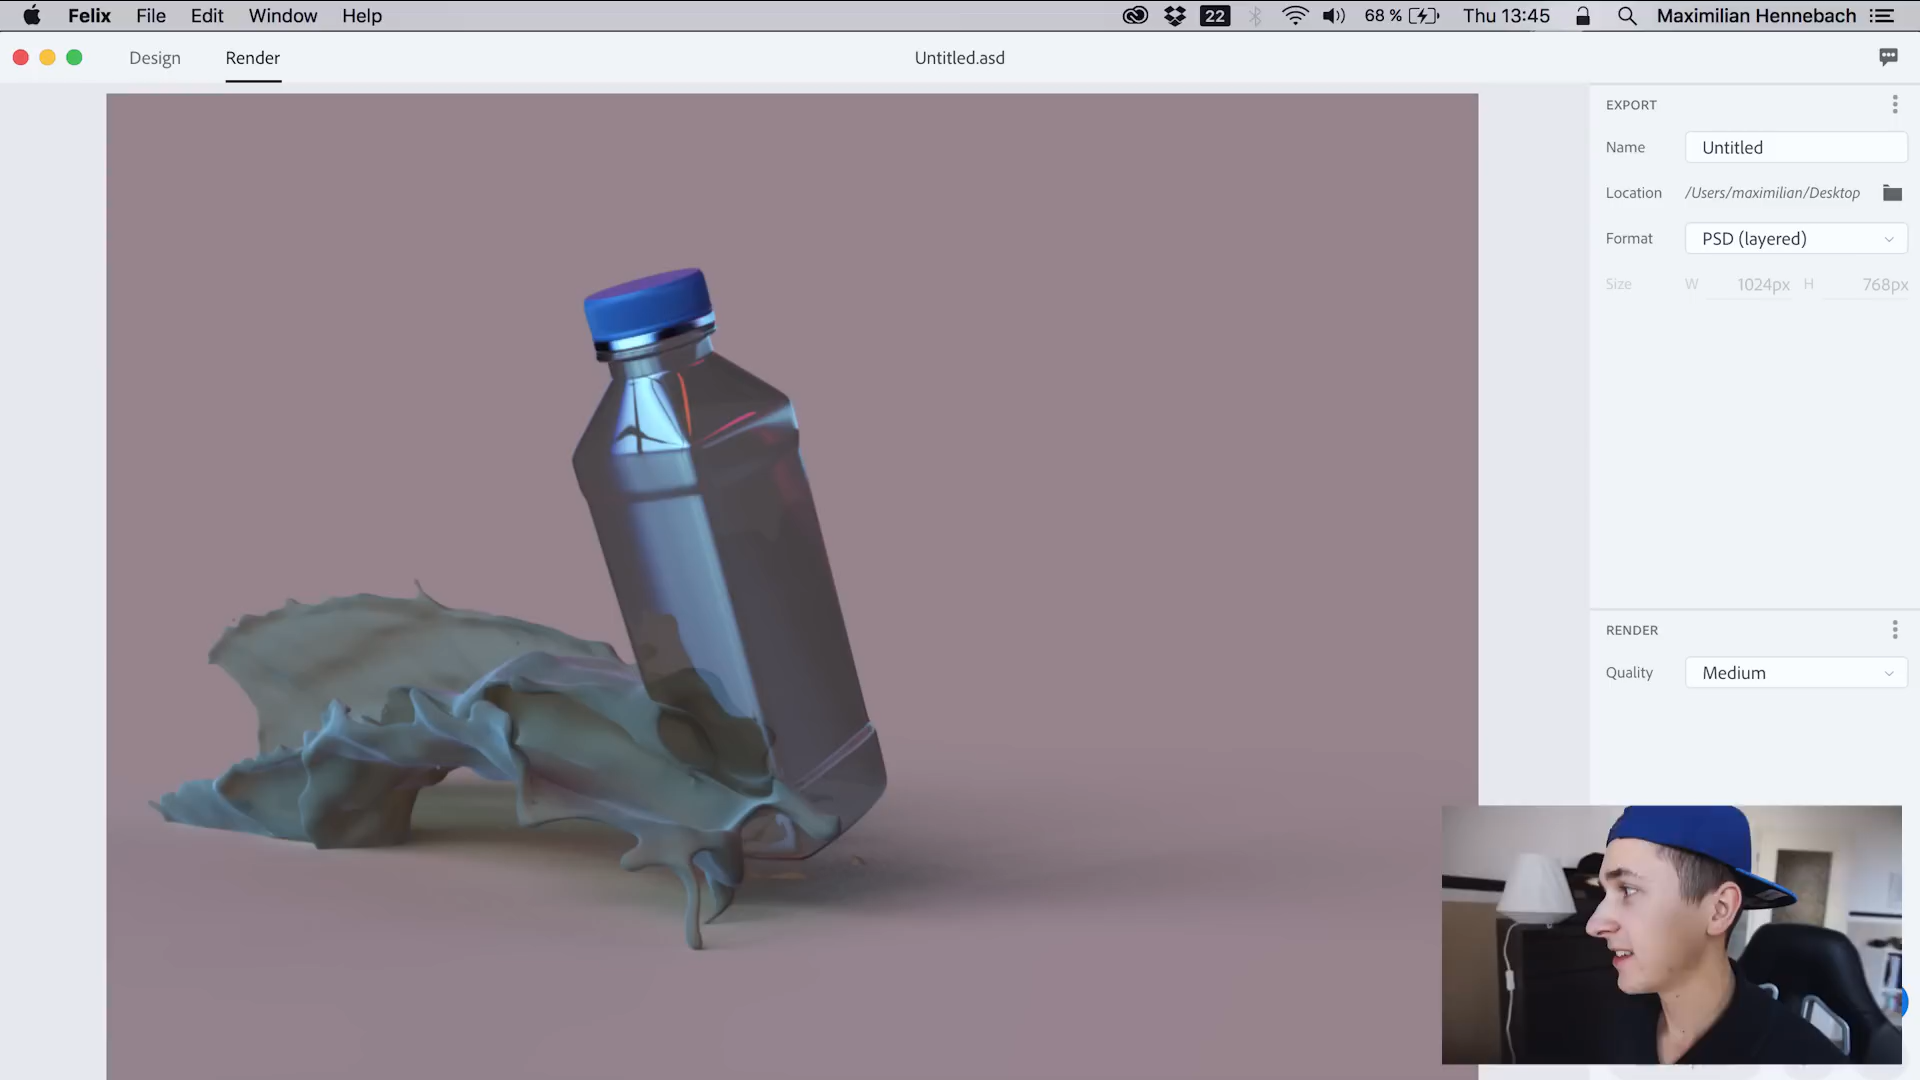 Felix File Edit Window Help 22 68 % Thu 13:45 Maximilian Hennebach
Design Render Untitled.asd
EXPORT
Name Untitled
Location /Users/maximilian/Desktop
Format PSD (layered)
Size W 1024px H 768px
RENDER
Quality Medium